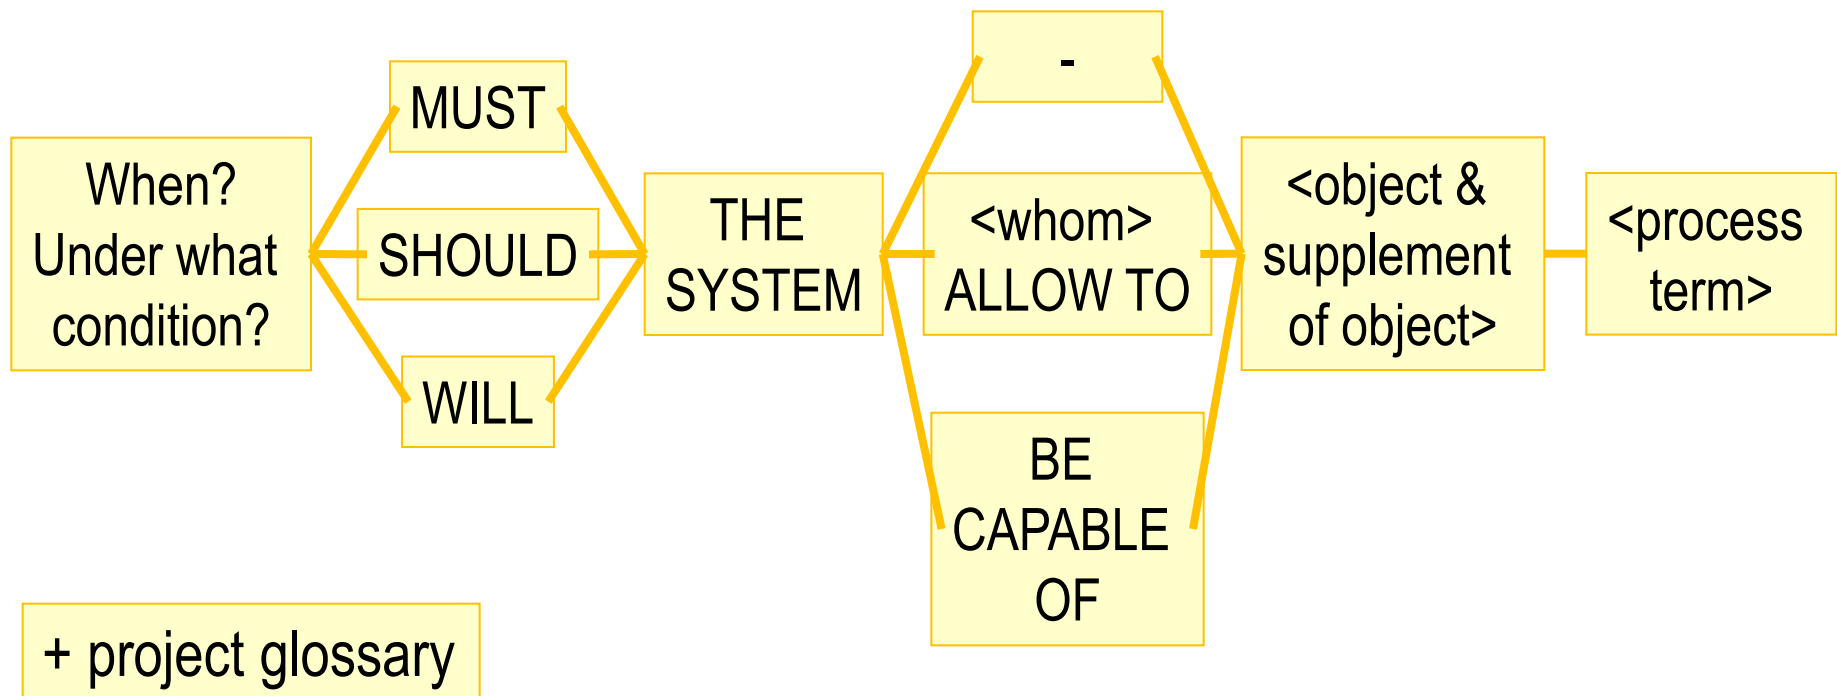 When?
Under what
condition?
MUST
SHOULD
WILL
THE
SYSTEM
-
<whom>
ALLOW TO
BE
CAPABLE
OF
<object &
supplement
of object>
<process
term>
+ project glossary